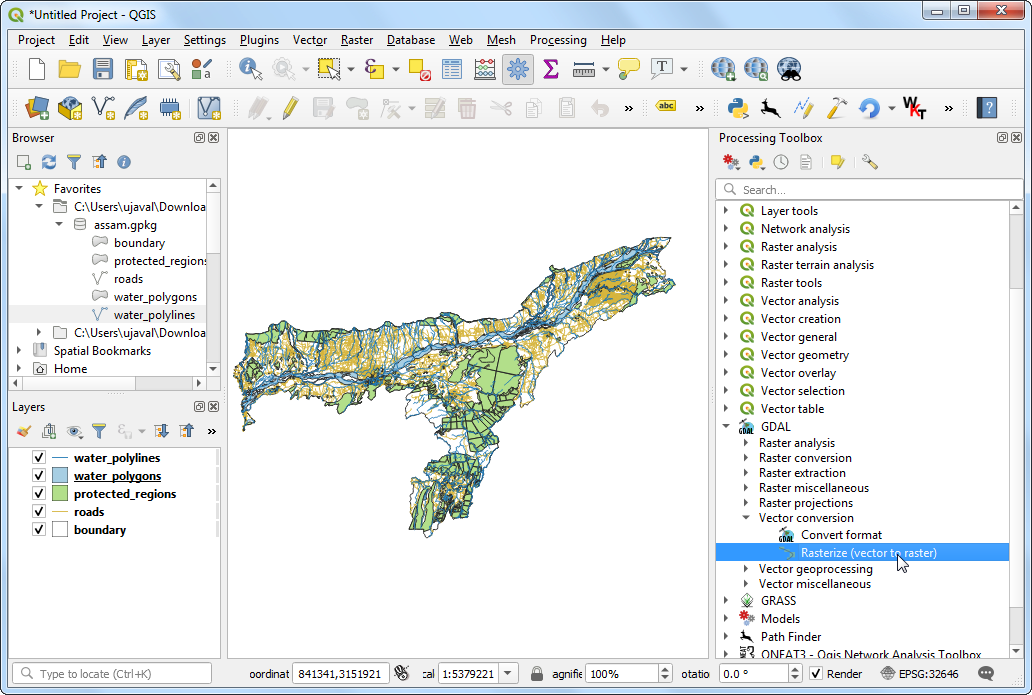 *Untitled Project - QGIS
Project Edit View Layer Settings Plugins Vector Raster Database Web Mesh Processing Help
abc
WKT
Browser
Favorites
C:\Users\ujaval\Downloa
assam.gpkg
boundary
protected_regions
roads
water_polygons
water_polylines
C:\Users\ujaval\Downloa
Spatial Bookmarks
Home
Layers
water_polylines
water_polygons
protected_regions
roads
boundary
Processing Toolbox
Search...
Layer tools
Network analysis
Raster analysis
Raster terrain analysis
Raster tools
Vector analysis
Vector creation
Vector general
Vector geometry
Vector overlay
Vector selection
Vector table
GDAL
Raster analysis
Raster conversion
Raster extraction
Raster miscellaneous
Raster projections
Vector conversion
Convert format
Rasterize (vector to raster)
Vector geoprocessing
Vector miscellaneous
GRASS
Models
Path Finder
QNEAT3 - Qgis Network Analysis Toolbox
Type to locate (Ctrl+K) oordinat 841341,3151921 cal 1:5379221 agnifie 100% otatio 0.0 ° Render EPSG:32646